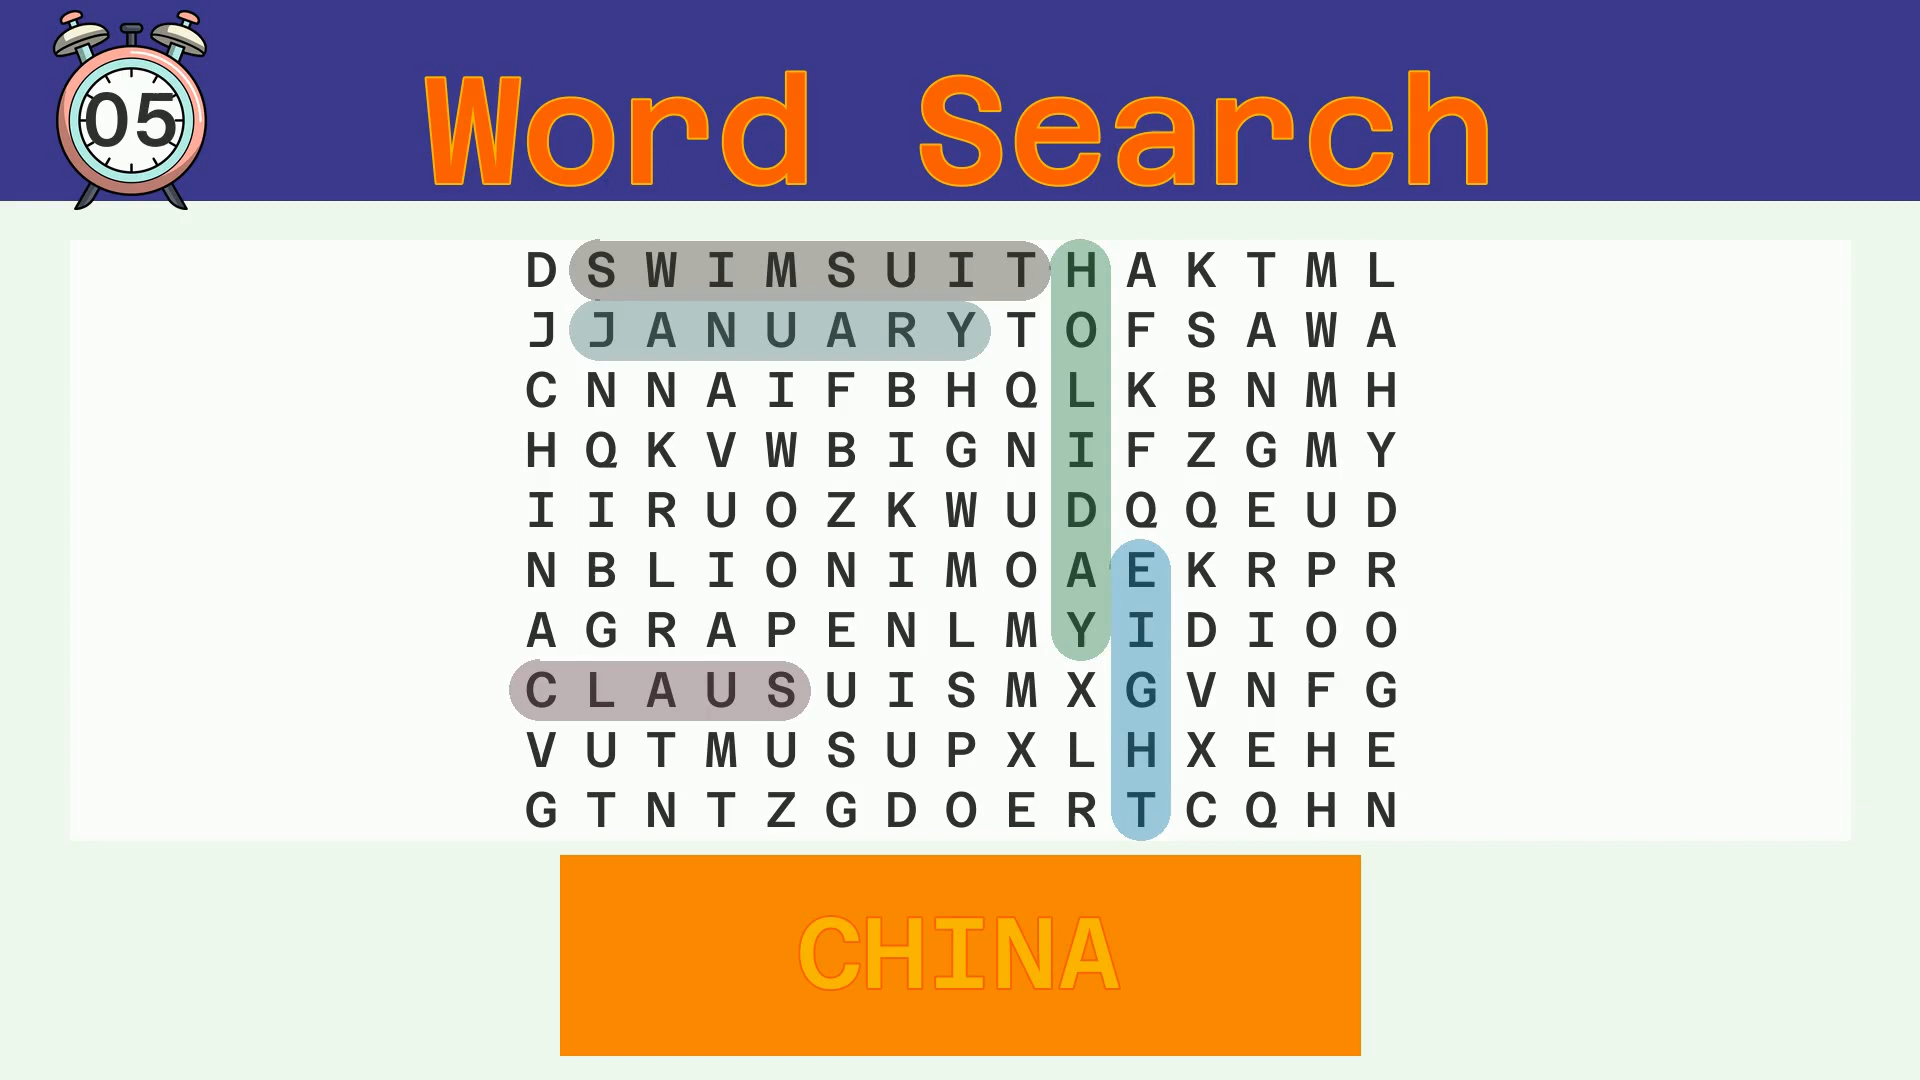 05
Word Search
D S W I M S U I T H A K T M L
J J A N U A R Y T O F S A W A
C N N A I F B H Q L K B N M H
H Q K V W B I G N I F Z G M Y
I I R U O Z K W U D Q Q E U D
N B L I O N I M O A E K R P R
A G R A P E N L M Y I D I O O
C L A U S U I S M X G V N F G
V U T M U S U P X L H X E H E
G T N T Z G D O E R T C Q H N
CHINA